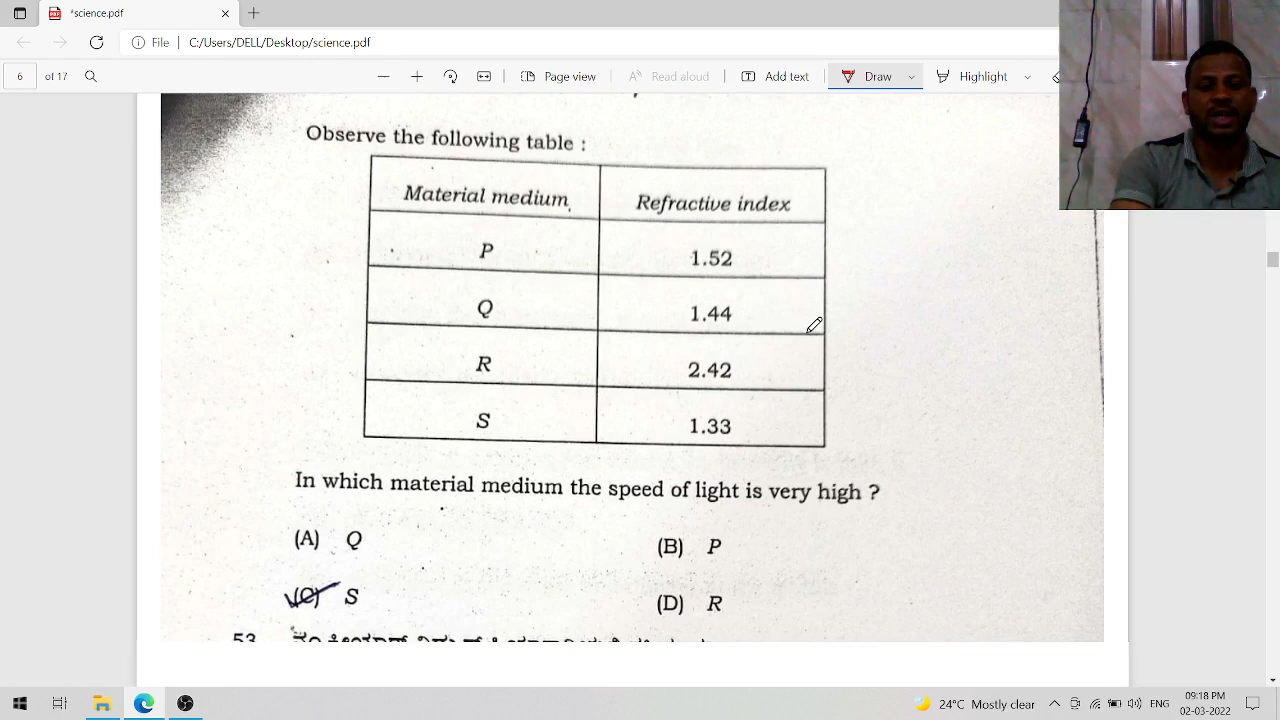 *science.pdf
File | C:/Users/DELL/Desktop/science.pdf
6 of 17 Page view Read aloud Add text Draw Highlight
Observe the following table :
Material medium Refractive index
P 1.52
Q 1.44
R 2.42
S 1.33
In which material medium the speed of light is very high ?
(A) Q (B) P
(C) S (D) R
53
24°C Mostly clear ENG 09:18 PM
02-03-2022